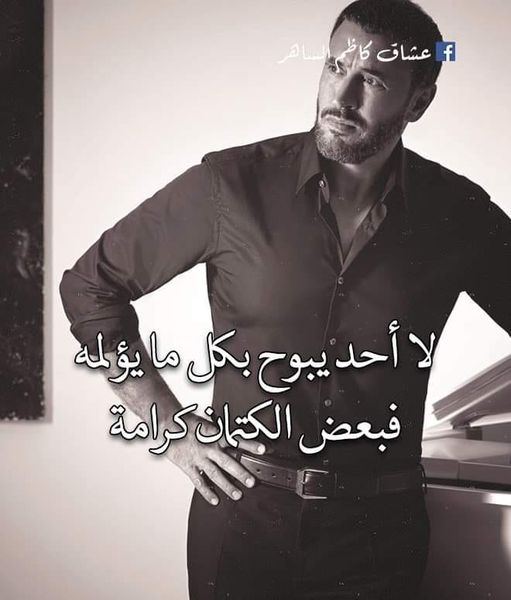 عشاق كاظم الساهر
لا أحد يبوح بكل ما يؤلمه
فبعض الكتمان كرامة